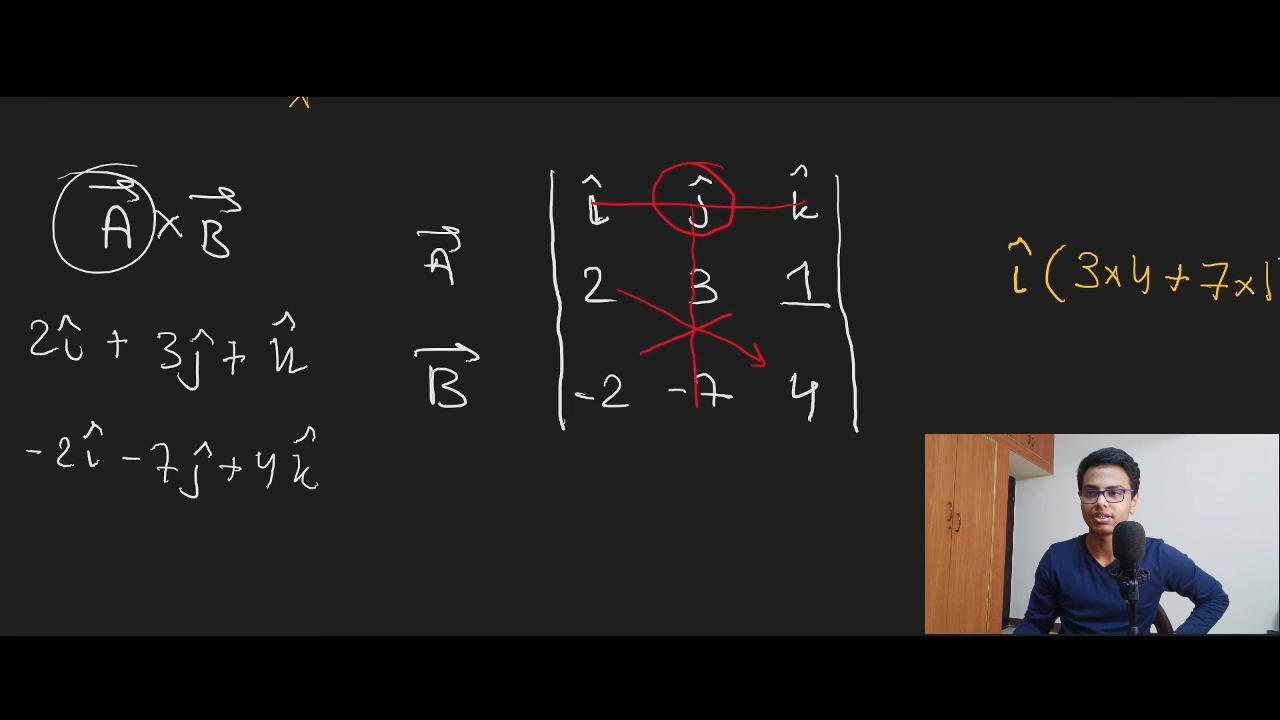 A⃗ × B⃗
2î + 3ĵ + k̂
-2î - 7ĵ + 4k̂
A⃗
B⃗
î ĵ k̂
2 3 1
-2 -7 4
î (3×4 + 7×1